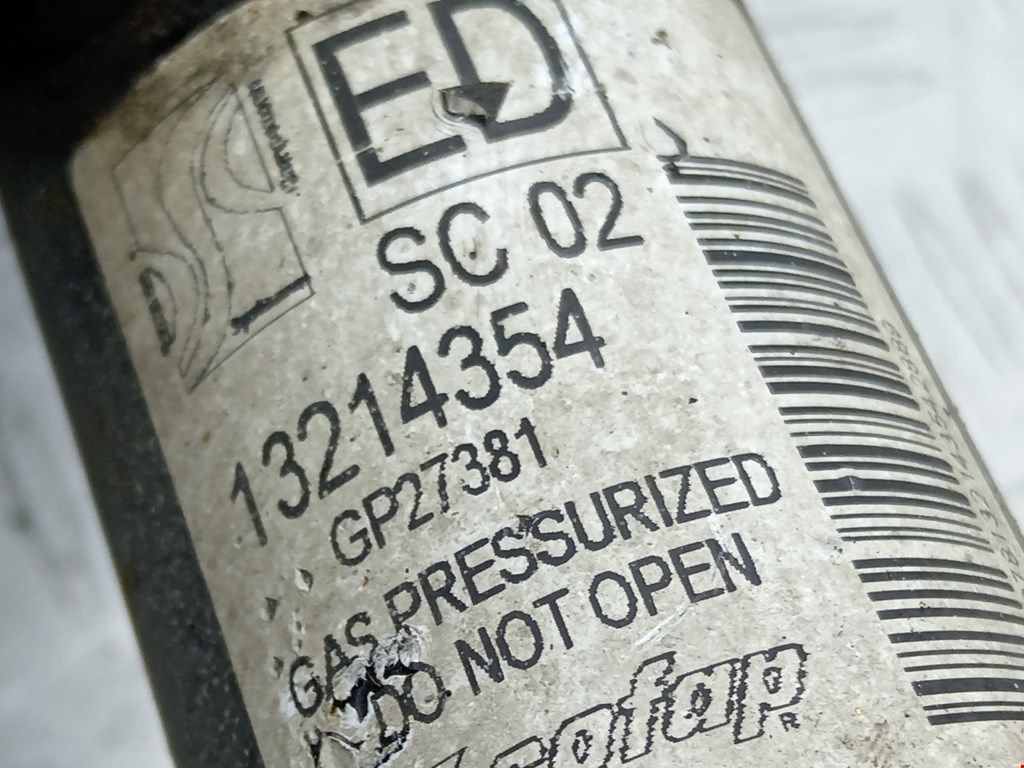 ED
SC 02
13214354
GP27381
GAS PRESSURIZED
DO NOT OPEN